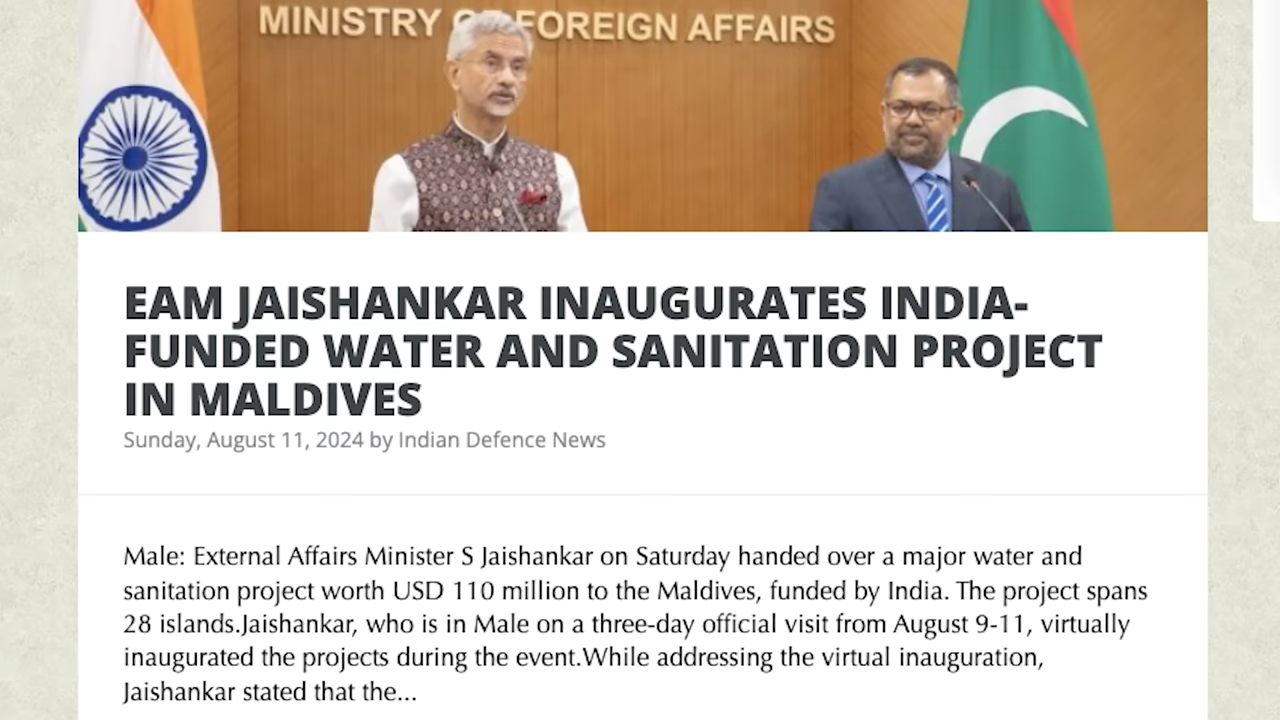 MINISTRY OF FOREIGN AFFAIRS
EAM JAISHANKAR INAUGURATES INDIA-
FUNDED WATER AND SANITATION PROJECT
IN MALDIVES
Sunday, August 11, 2024 by Indian Defence News
Male: External Affairs Minister S Jaishankar on Saturday handed over a major water and
sanitation project worth USD 110 million to the Maldives, funded by India. The project spans
28 islands.Jaishankar, who is in Male on a three-day official visit from August 9-11, virtually
inaugurated the projects during the event.While addressing the virtual inauguration,
Jaishankar stated that the...